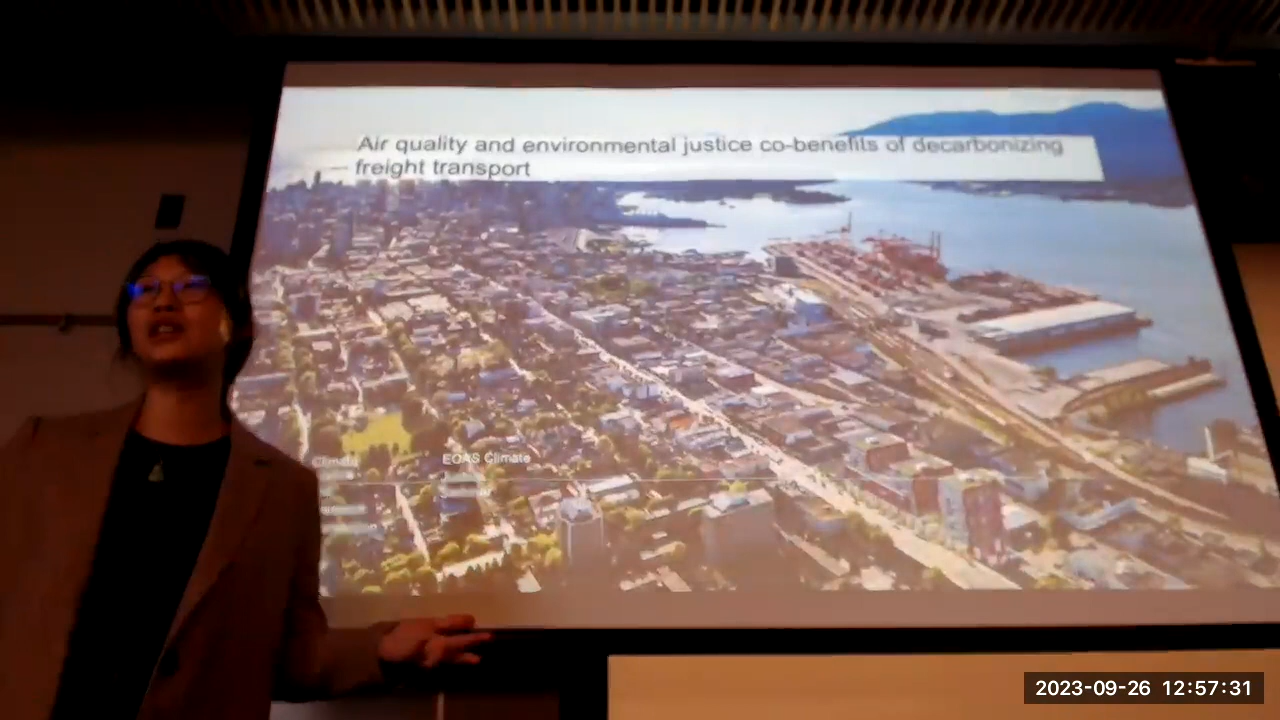 Air quality and environmental justice co-benefits of decarbonizing
freight transport
EOAS Climate
2023-09-26 12:57:31